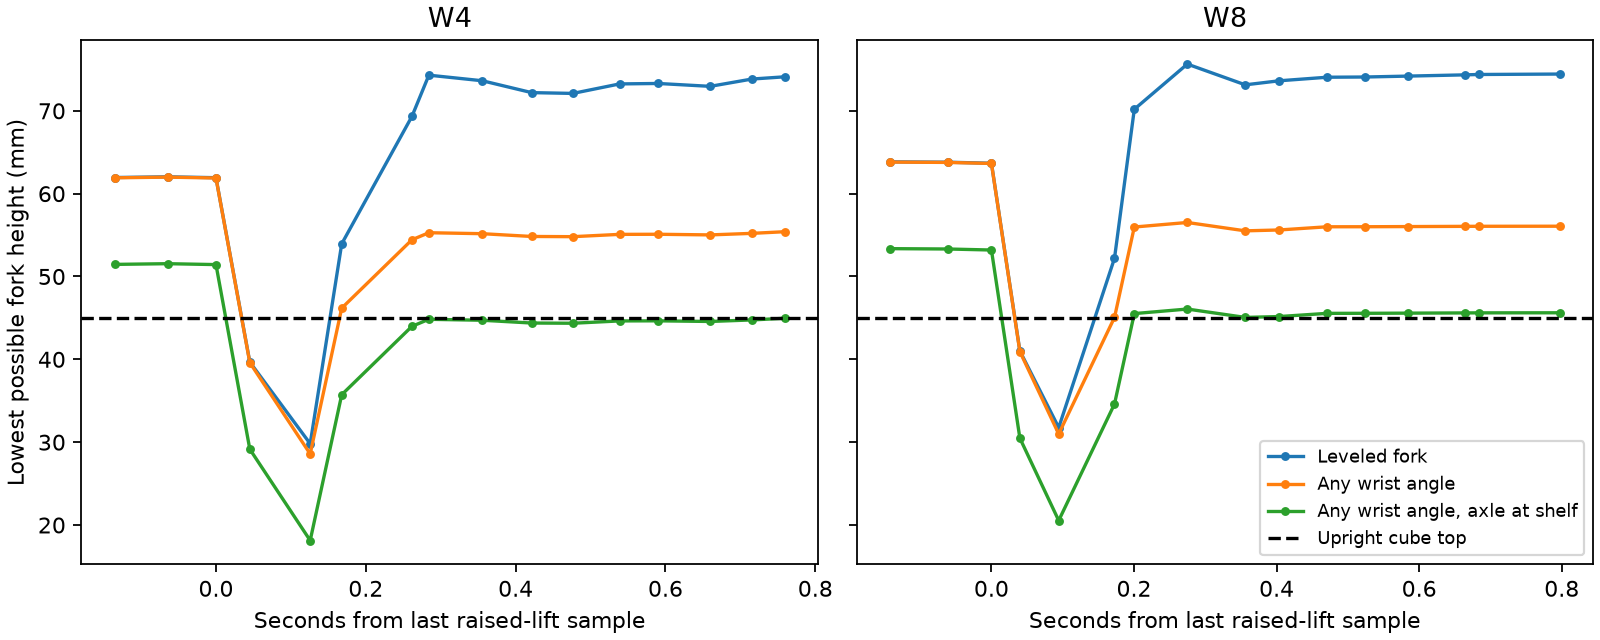 W4
W8
Lowest possible fork height (mm)
70
60
50
40
30
20
0.0 0.2 0.4 0.6 0.8
0.0 0.2 0.4 0.6 0.8
Seconds from last raised-lift sample
Seconds from last raised-lift sample
Leveled fork
Any wrist angle
Any wrist angle, axle at shelf
Upright cube top